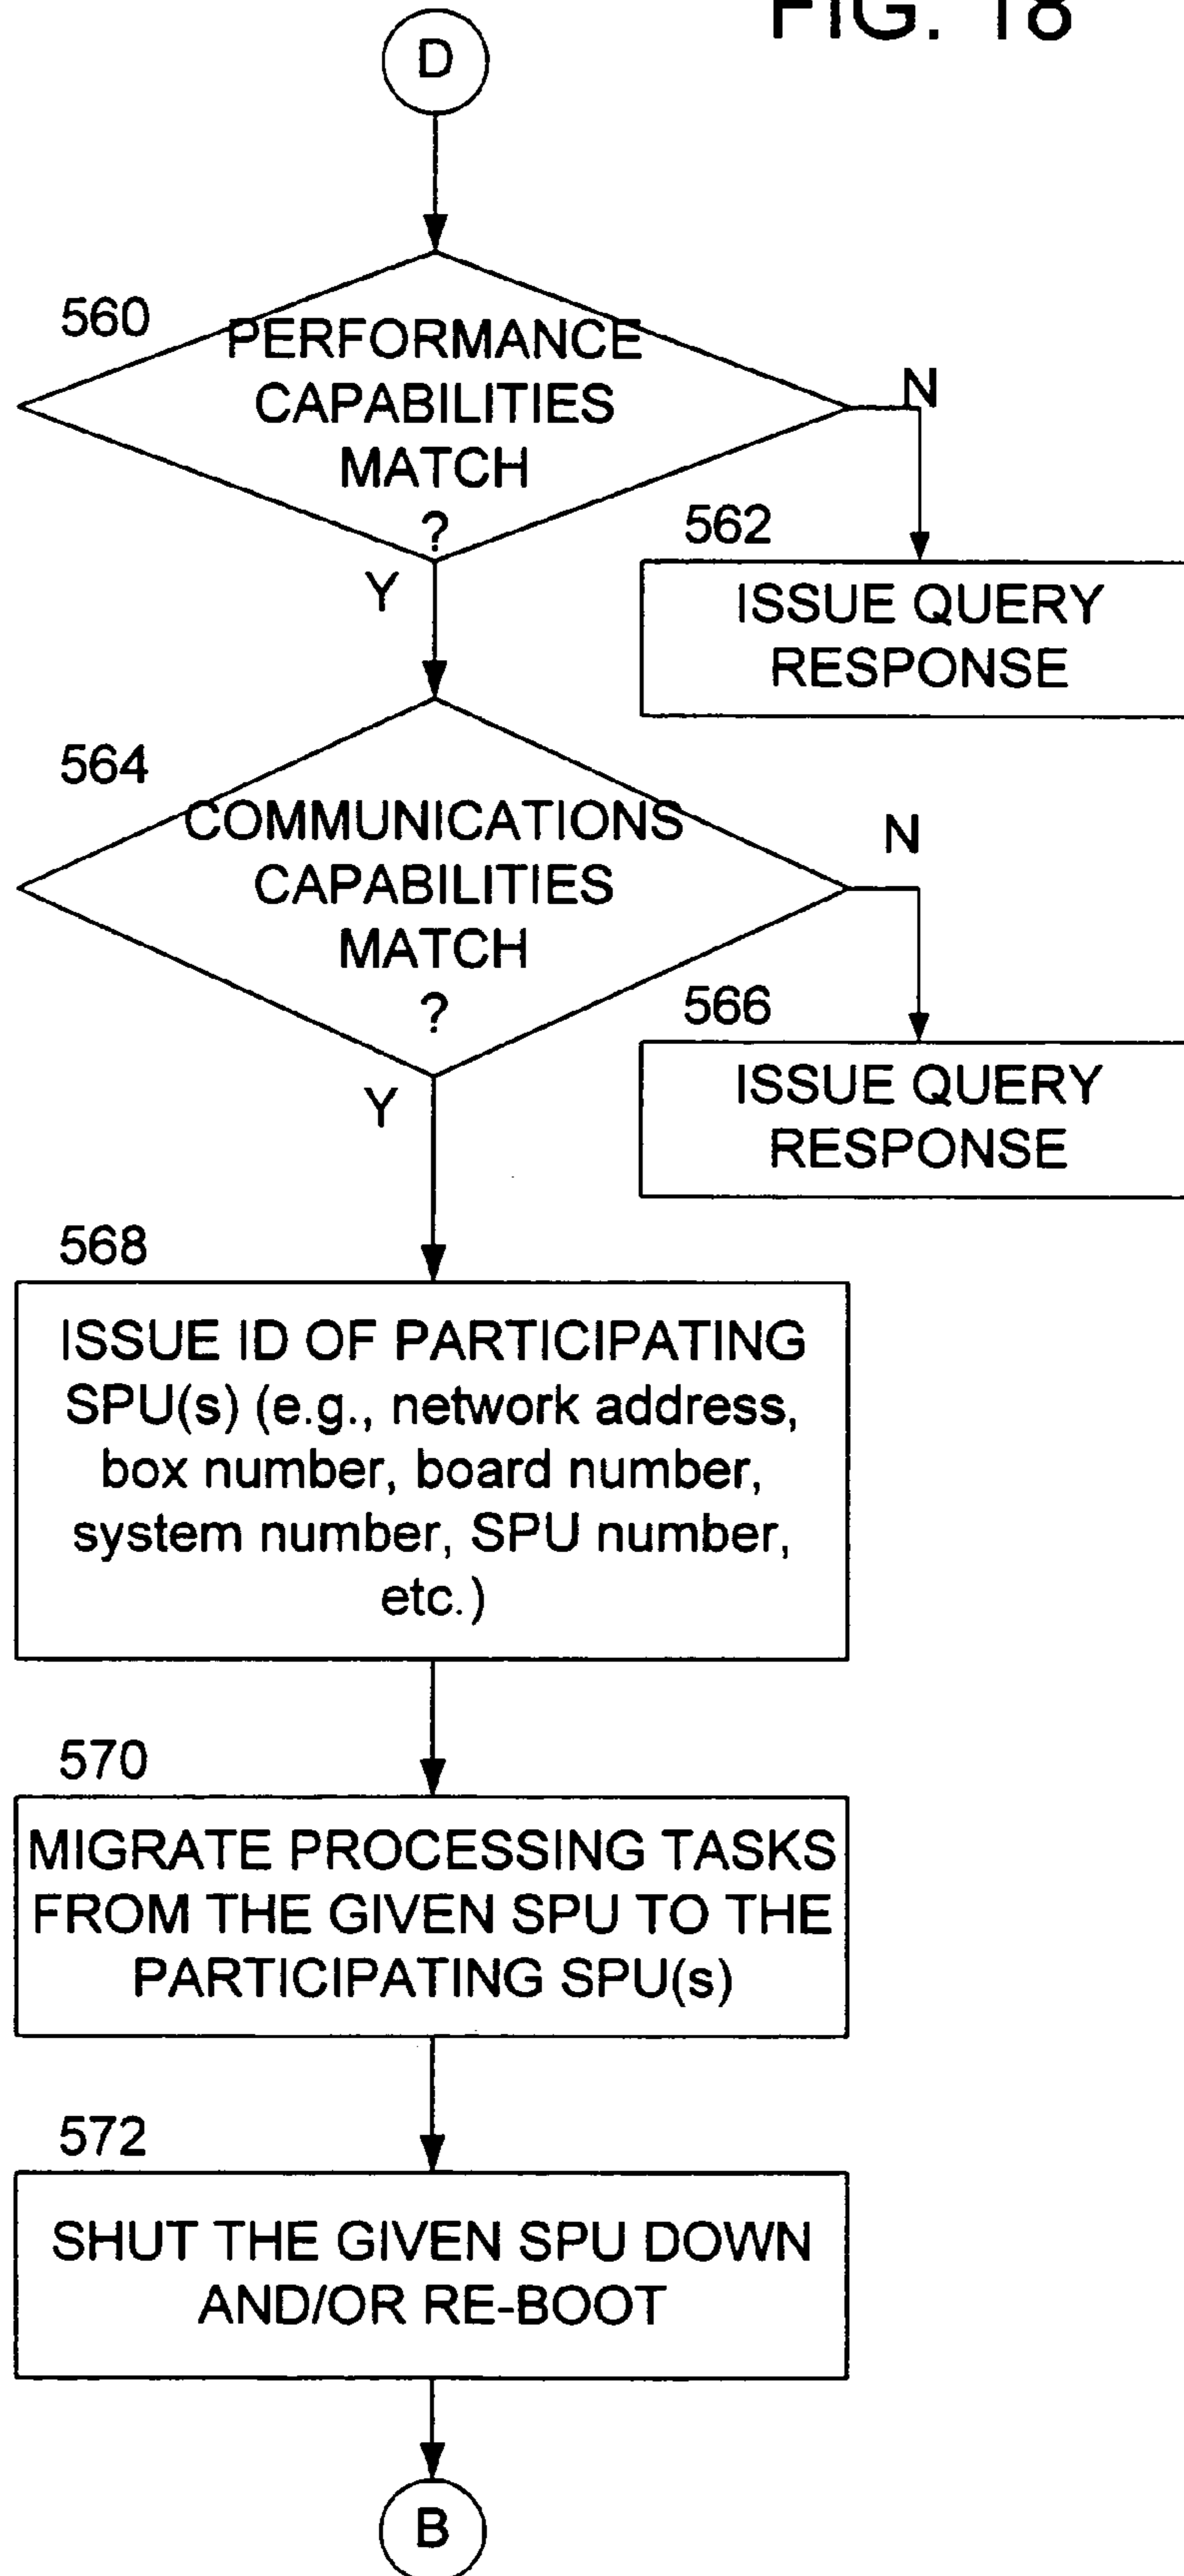 FIG. 18
D
560
PERFORMANCE
CAPABILITIES
MATCH
?
N
Y
562
ISSUE QUERY
RESPONSE
564
COMMUNICATIONS
CAPABILITIES
MATCH
?
N
Y
566
ISSUE QUERY
RESPONSE
568
ISSUE ID OF PARTICIPATING
SPU(s) (e.g., network address,
box number, board number,
system number, SPU number,
etc.)
570
MIGRATE PROCESSING TASKS
FROM THE GIVEN SPU TO THE
PARTICIPATING SPU(s)
572
SHUT THE GIVEN SPU DOWN
AND/OR RE-BOOT
B